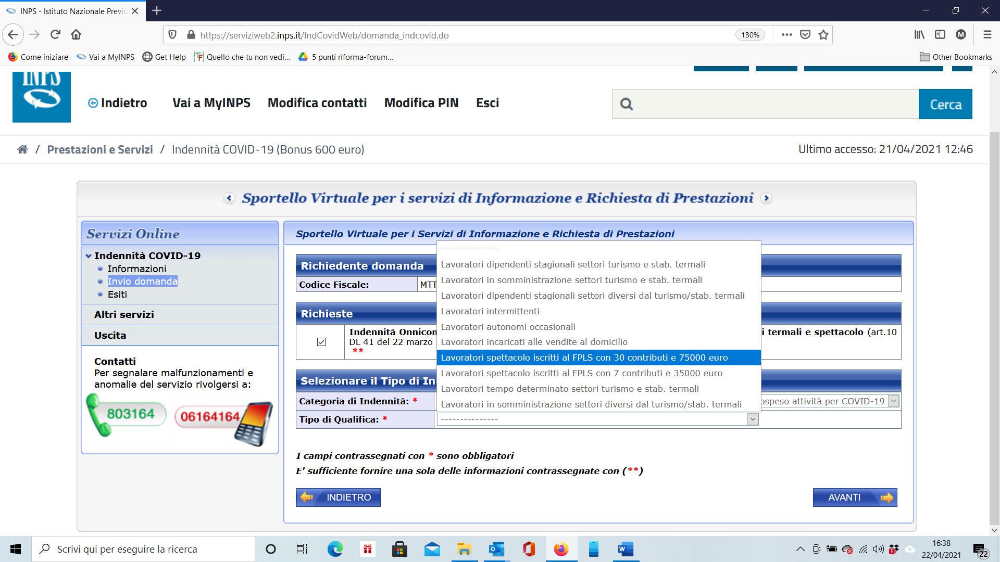 INPS - Istituto Nazionale Previd
https://serviziweb2.inps.it/IndCovidWeb/domanda_indcovid.do
130%
M
Come iniziare
Vai a MyINPS
Get Help
Quello che tu non vedi...
5 punti riforma-forum...
Other Bookmarks
INPS
Indietro
Vai a MyINPS
Modifica contatti
Modifica PIN
Esci
Cerca
/ Prestazioni e Servizi / Indennità COVID-19 (Bonus 600 euro)
Ultimo accesso: 21/04/2021 12:46
Sportello Virtuale per i servizi di Informazione e Richiesta di Prestazioni
Servizi Online
Indennità COVID-19
Informazioni
Invio domanda
Esiti
Altri servizi
Uscita
Contatti
Per segnalare malfunzionamenti e
anomalie del servizio rivolgersi a:
803164
06164164
Sportello Virtuale per i Servizi di Informazione e Richiesta di Prestazioni
---------------
Richiedente domanda
Lavoratori dipendenti stagionali settori turismo e stab. termali
Codice Fiscale:
MTT
Lavoratori in somministrazione settori turismo e stab. termali
Lavoratori dipendenti stagionali settori diversi dal turismo/stab. termali
Richieste
Lavoratori intermittenti
Indennità Onnicon
Lavoratori autonomi occasionali
i termali e spettacolo (art.10
DL 41 del 22 marzo
Lavoratori incaricati alle vendite al domicilio
**
Lavoratori spettacolo iscritti al FPLS con 30 contributi e 75000 euro
Lavoratori spettacolo iscritti al FPLS con 7 contributi e 35000 euro
Selezionare il Tipo di In
Lavoratori tempo determinato settori turismo e stab. termali
Categoria di Indennità: *
Lavoratori in somministrazione settori diversi dal turismo/stab. termali
ospeso attività per COVID-19
Tipo di Qualifica: *
---------------
I campi contrassegnati con * sono obbligatori
E' sufficiente fornire una sola delle informazioni contrassegnate con (**)
INDIETRO
AVANTI
Scrivi qui per eseguire la ricerca
16:38
22/04/2021
22